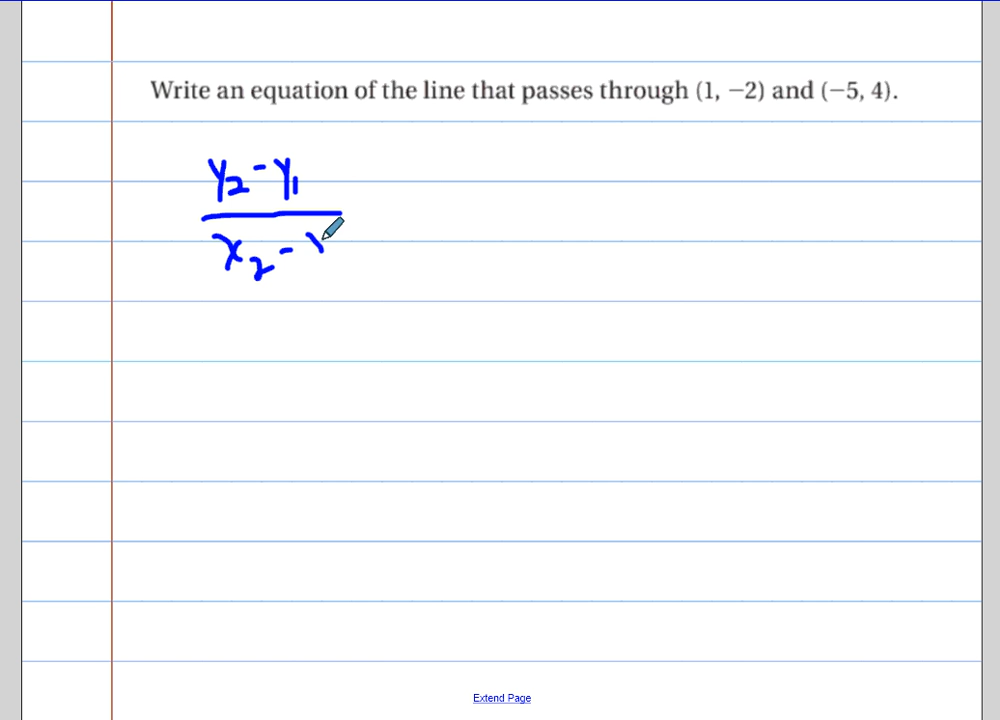 Write an equation of the line that passes through (1, −2) and (−5, 4).
y₂ - y₁
x₂ -
Extend Page